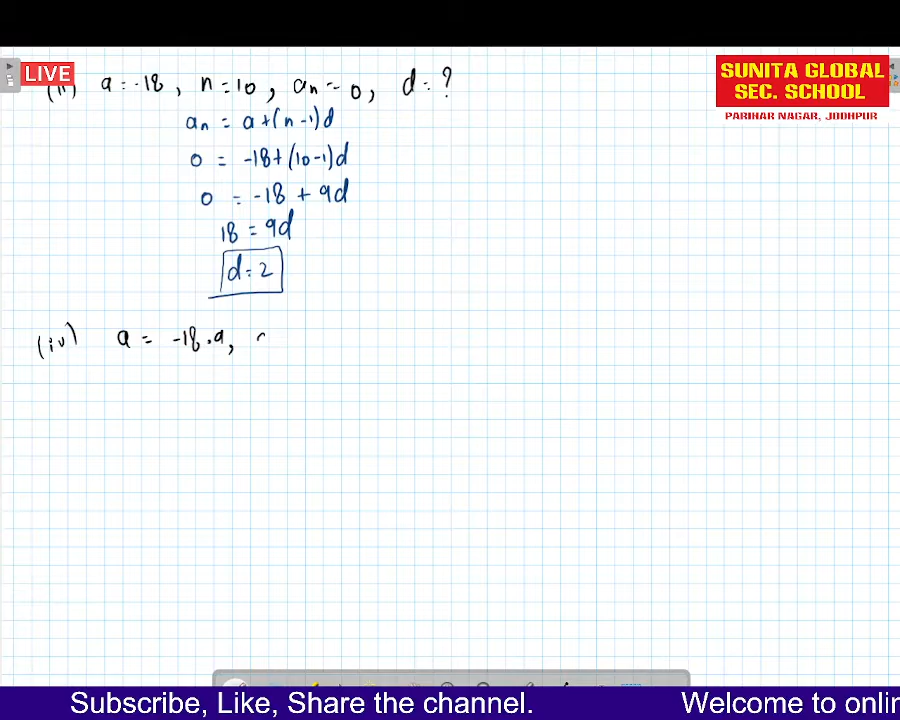 LIVE
SUNITA GLOBAL
SEC. SCHOOL
PARIHAR NAGAR, JODHPUR
a = -18 , n = 10 , an = 0 , d = ?
an = a + (n-1)d
0 = -18 + (10-1)d
0 = -18 + 9d
18 = 9d
d = 2
(iv) a = -18.9,
Subscribe, Like, Share the channel.
Welcome to onlin